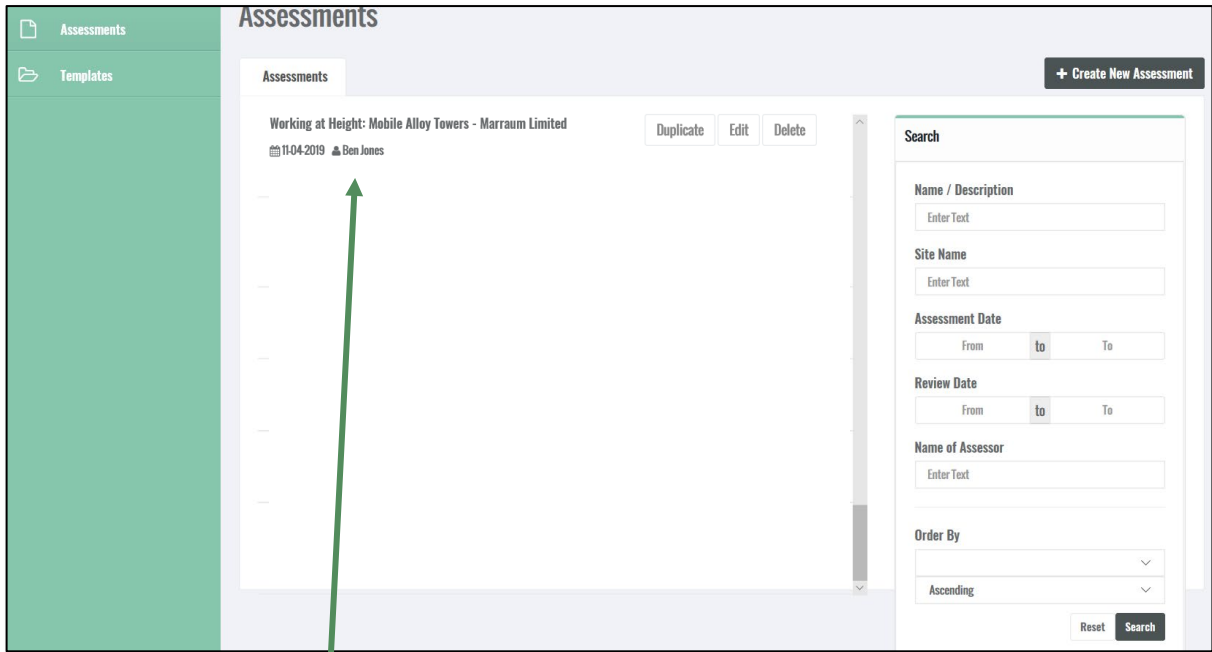 Assessments
Templates
Assessments
Assessments
+ Create New Assessment
Working at Height: Mobile Alloy Towers - Marraum Limited
11-04-2019 Ben Jones
Duplicate
Edit
Delete
Search
Name / Description
Enter Text
Site Name
Enter Text
Assessment Date
From to To
Review Date
From to To
Name of Assessor
Enter Text
Order By
Ascending
Reset
Search